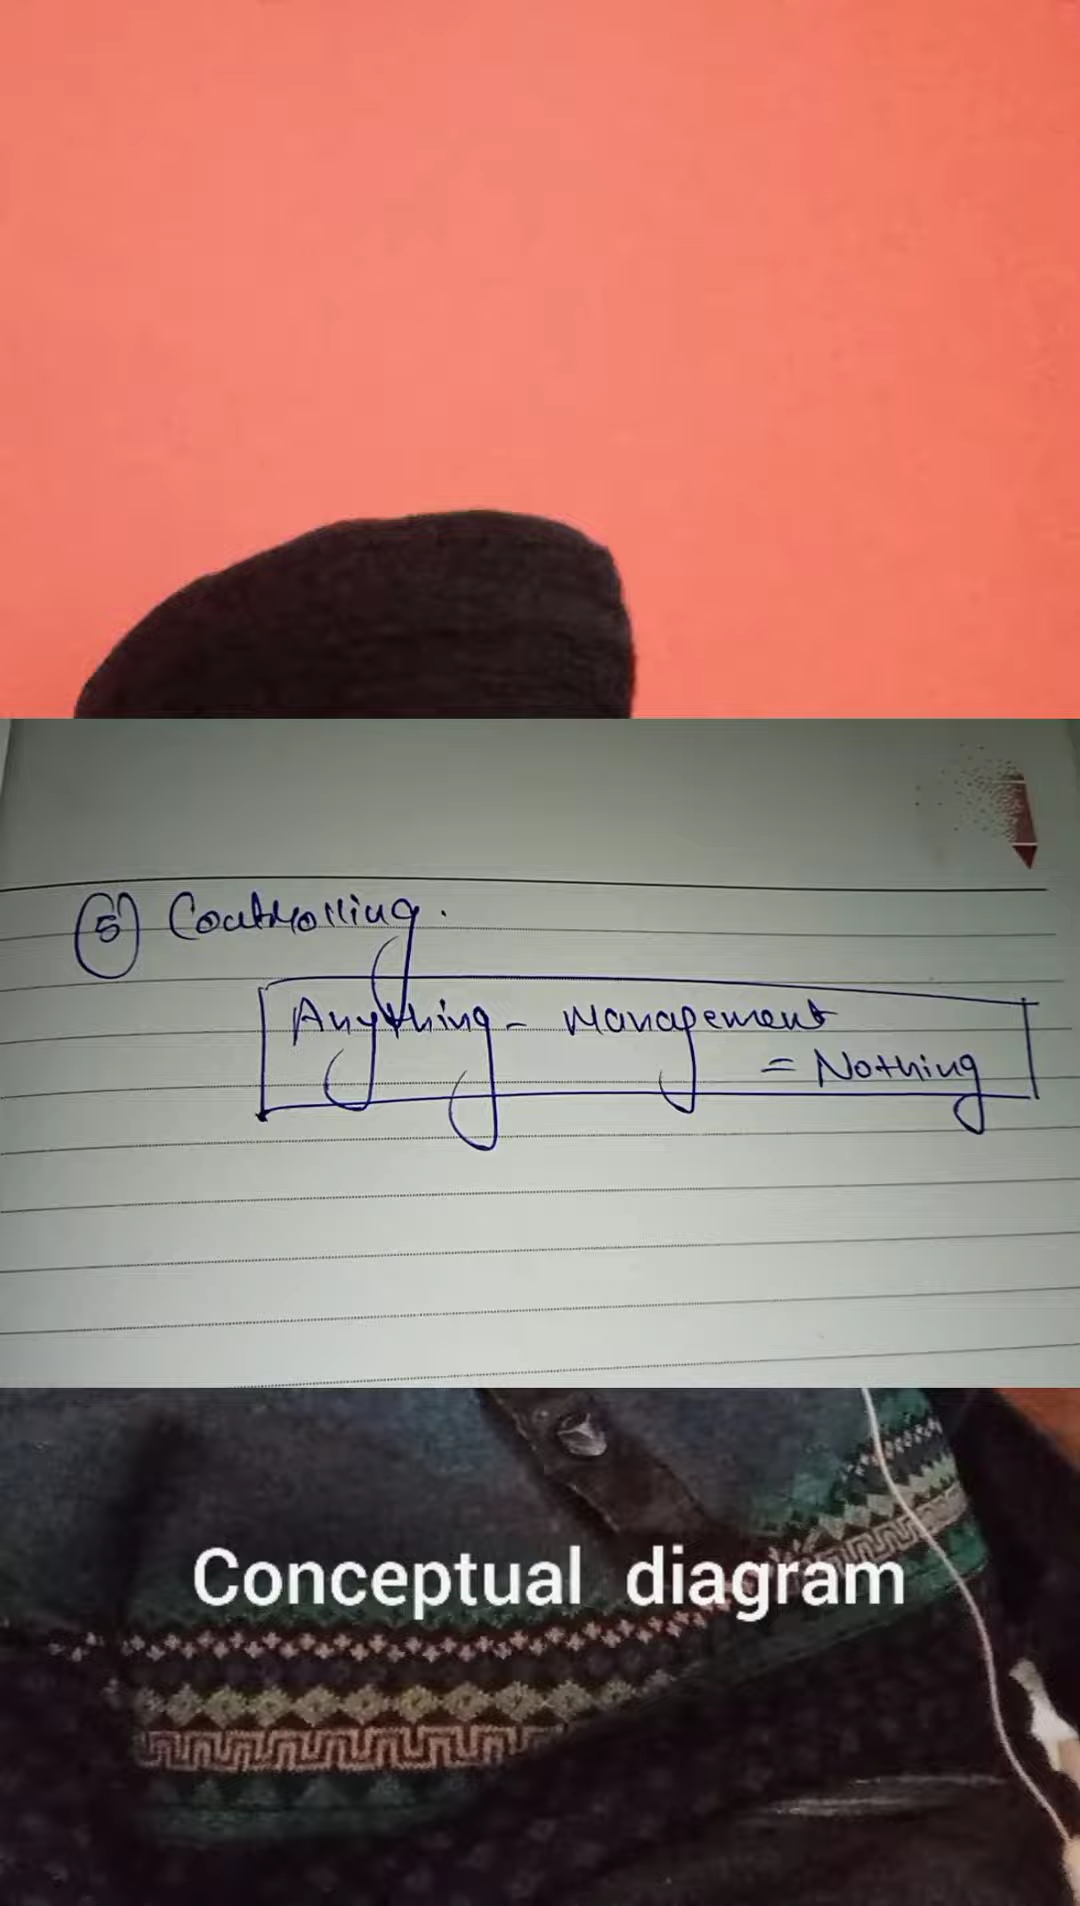 5 Controlling.
Anything - Management
= Nothing
Conceptual diagram